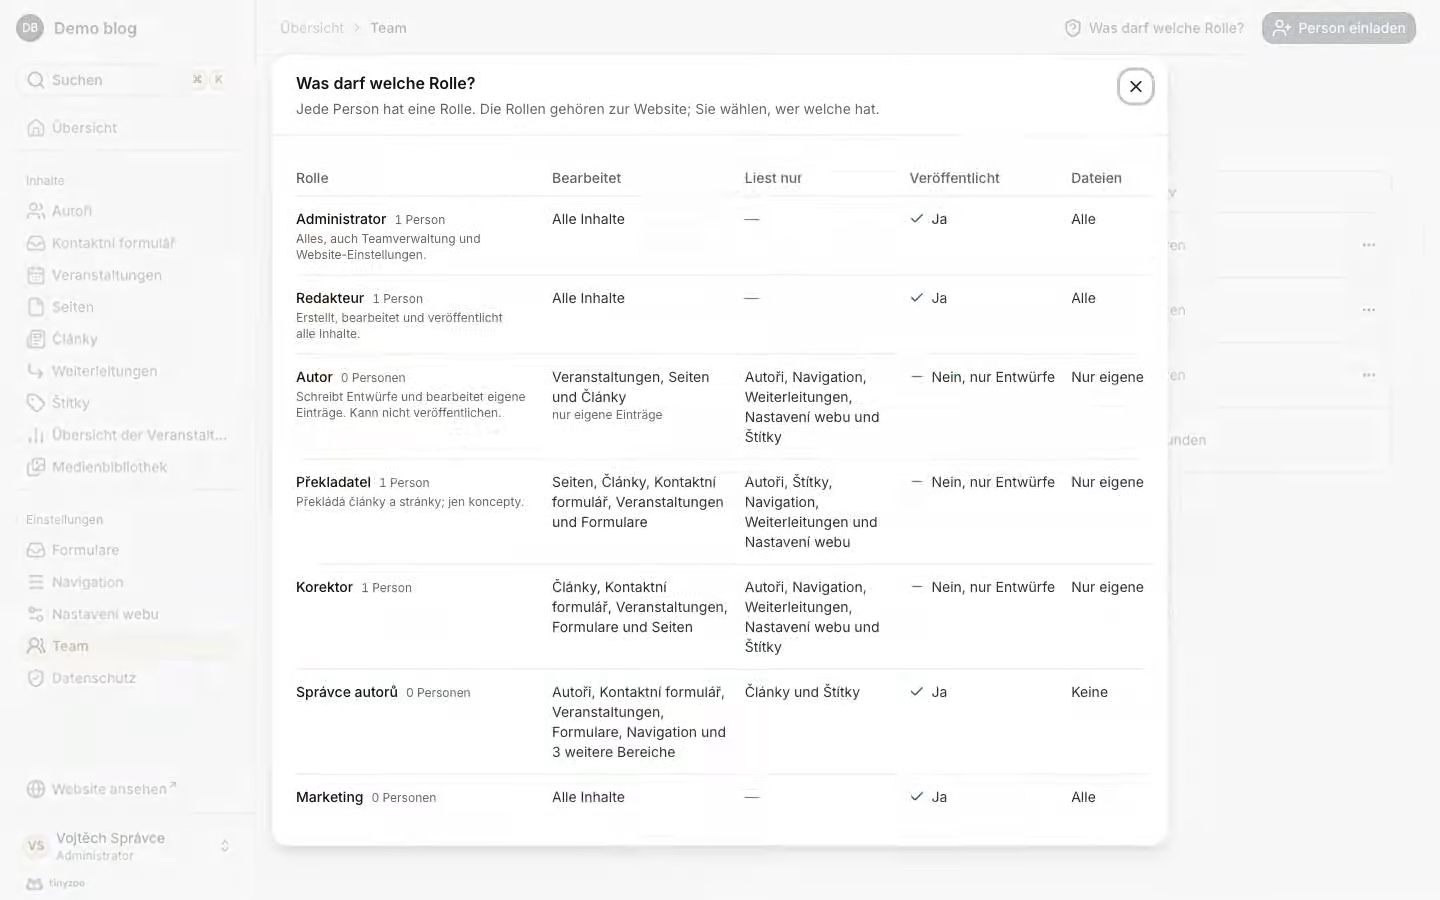 DB Demo blog
Suchen ⌘ K
Übersicht
Inhalte
Autoři
Kontaktní formulář
Veranstaltungen
Seiten
Články
Weiterleitungen
Štítky
Übersicht der Veranstalt...
Medienbibliothek
Einstellungen
Formulare
Navigation
Nastavení webu
Team
Datenschutz
Website ansehen↗
VS Vojtěch Správce
Administrator
tinyzoo
Übersicht > Team
Was darf welche Rolle? Person einladen
Was darf welche Rolle?
Jede Person hat eine Rolle. Die Rollen gehören zur Website; Sie wählen, wer welche hat.
Rolle Bearbeitet Liest nur Veröffentlicht Dateien
Administrator 1 Person Alle Inhalte — ✓ Ja Alle
Alles, auch Teamverwaltung und
Website-Einstellungen.
Redakteur 1 Person Alle Inhalte — ✓ Ja Alle
Erstellt, bearbeitet und veröffentlicht
alle Inhalte.
Autor 0 Personen
Schreibt Entwürfe und bearbeitet eigene
Einträge. Kann nicht veröffentlichen.
Veranstaltungen, Seiten
und Články
nur eigene Einträge
Autoři, Navigation,
Weiterleitungen,
Nastavení webu und
Štítky
— Nein, nur Entwürfe
Nur eigene
Překladatel 1 Person
Překládá články a stránky; jen koncepty.
Seiten, Články, Kontaktní
formulář, Veranstaltungen
und Formulare
Autoři, Štítky,
Navigation,
Weiterleitungen und
Nastavení webu
— Nein, nur Entwürfe
Nur eigene
Korektor 1 Person
Články, Kontaktní
formulář, Veranstaltungen,
Formulare und Seiten
Autoři, Navigation,
Weiterleitungen,
Nastavení webu und
Štítky
— Nein, nur Entwürfe
Nur eigene
Správce autorů 0 Personen
Autoři, Kontaktní formulář,
Veranstaltungen,
Formulare, Navigation und
3 weitere Bereiche
Články und Štítky
✓ Ja
Keine
Marketing 0 Personen Alle Inhalte — ✓ Ja Alle